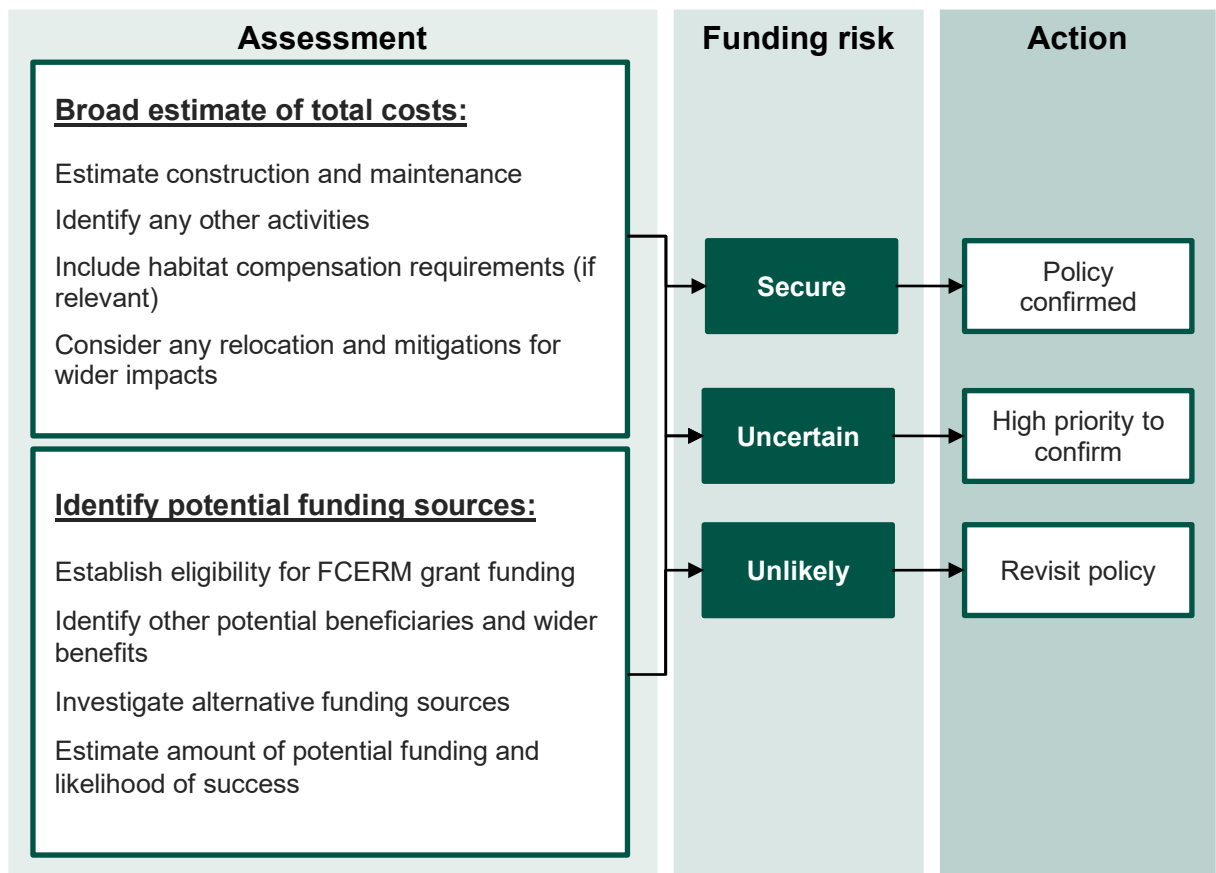 Assessment
Broad estimate of total costs:
Estimate construction and maintenance
Identify any other activities
Include habitat compensation requirements (if
relevant)
Consider any relocation and mitigations for
wider impacts
Identify potential funding sources:
Establish eligibility for FCERM grant funding
Identify other potential beneficiaries and wider
benefits
Investigate alternative funding sources
Estimate amount of potential funding and
likelihood of success
Funding risk
Secure
Uncertain
Unlikely
Action
Policy
confirmed
High priority to
confirm
Revisit policy